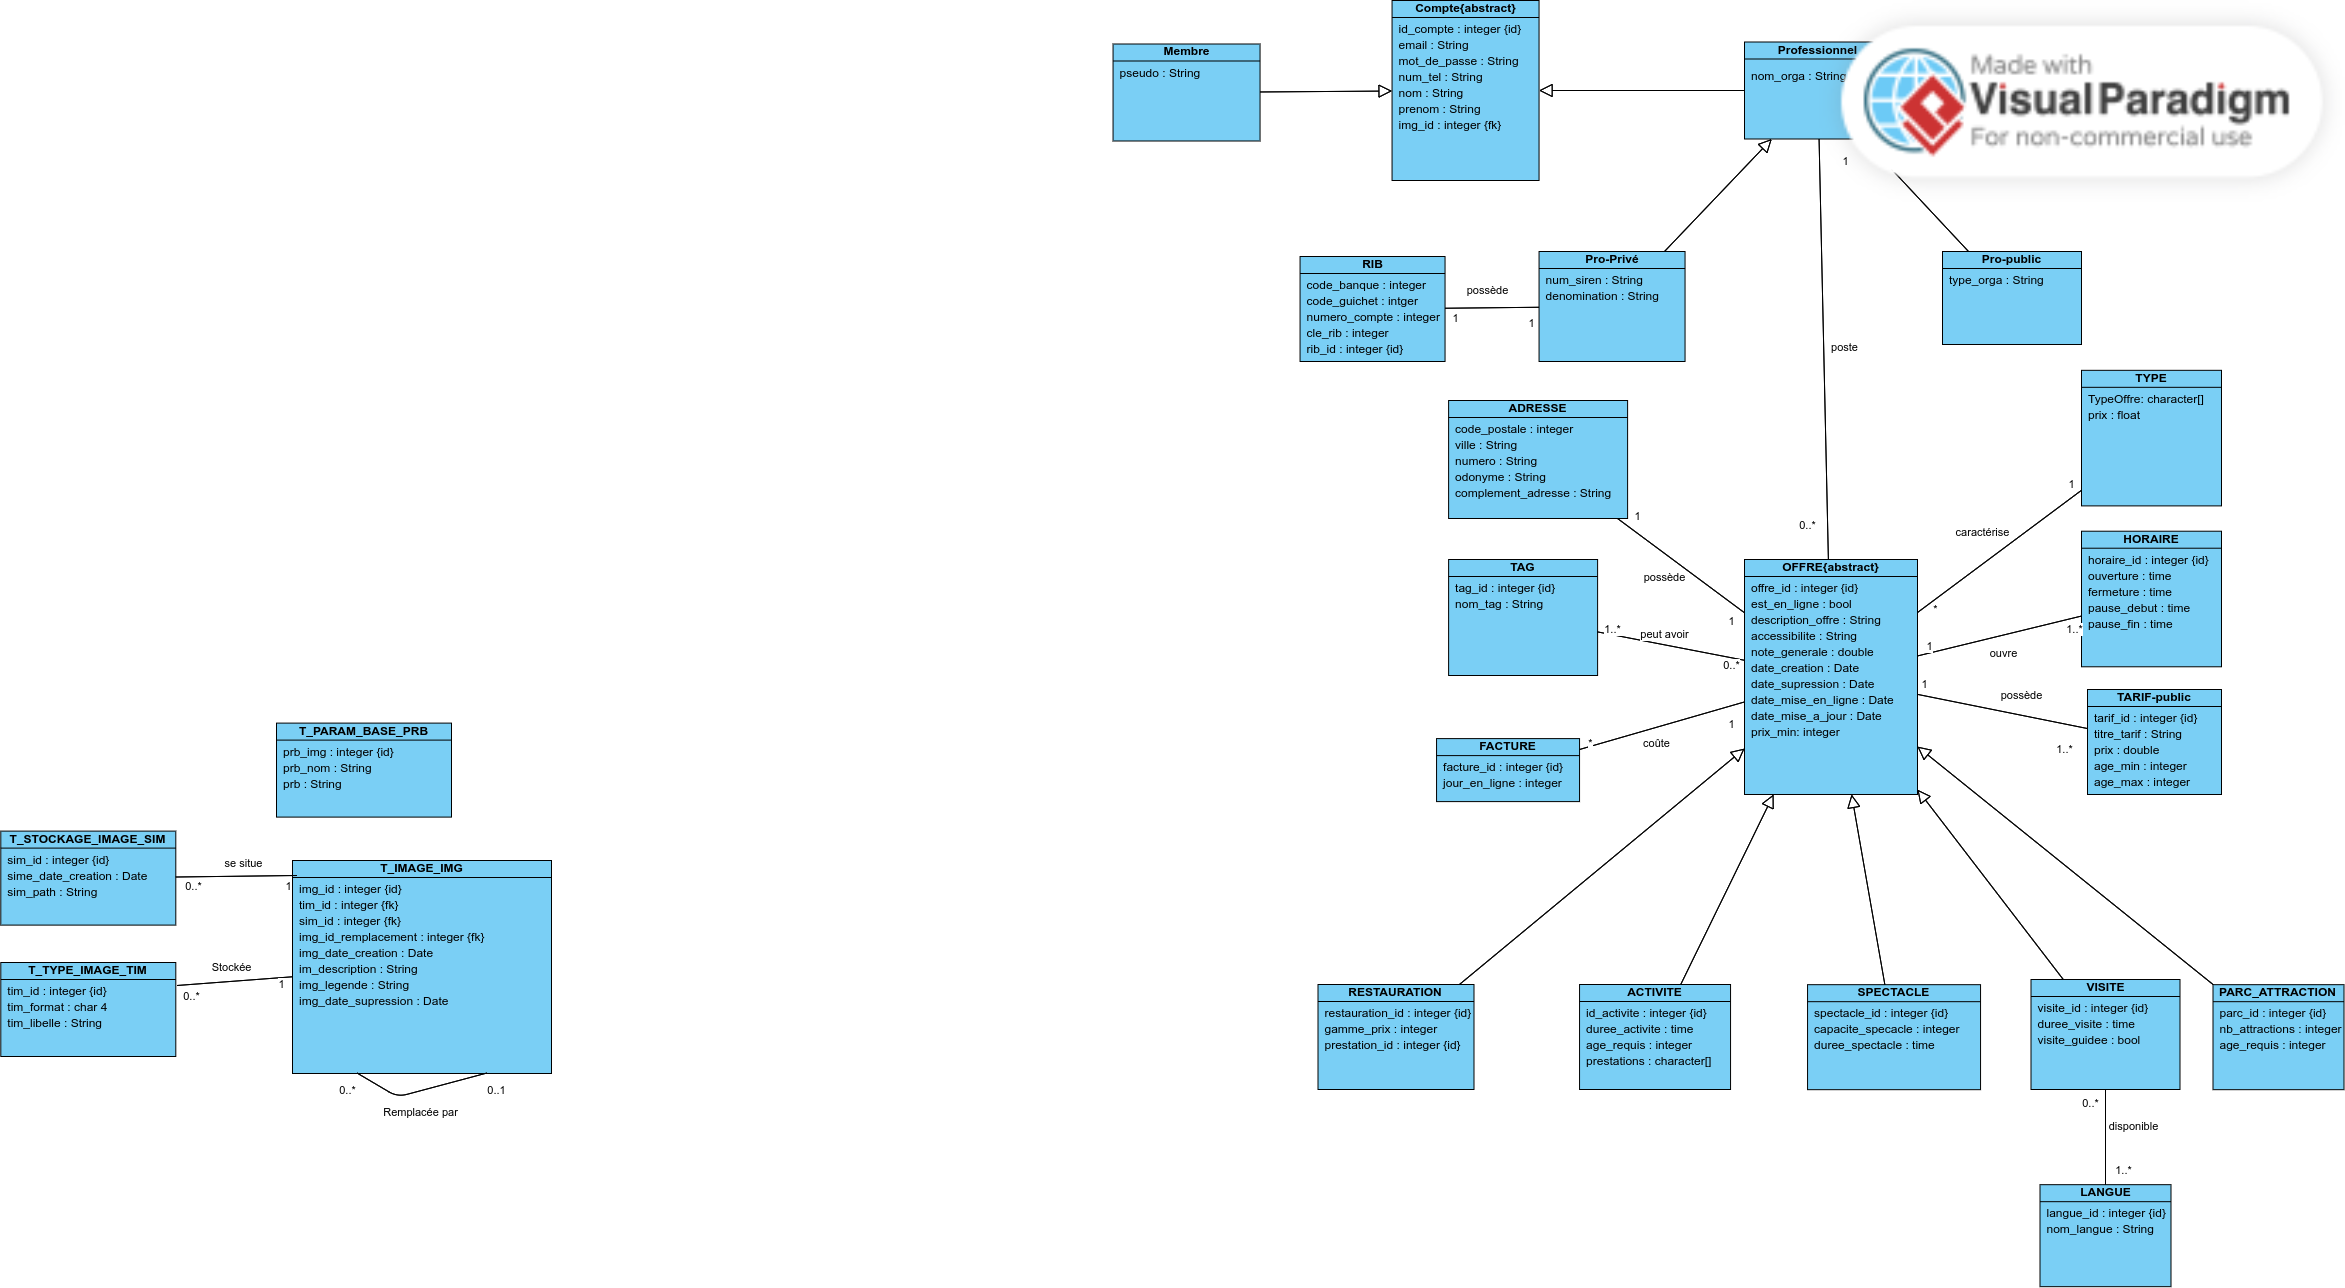 Compte{abstract}
id_compte : integer {id}
email : String
mot_de_passe : String
num_tel : String
nom : String
prenom : String
img_id : integer {fk}
Membre
pseudo : String
Professionnel
nom_orga : String
Made with
Visual Paradigm
For non-commercial use
1
RIB
code_banque : integer
code_guichet : intger
numero_compte : integer
cle_rib : integer
rib_id : integer {id}
possède
1
1
Pro-Privé
num_siren : String
denomination : String
Pro-public
type_orga : String
poste
0..*
TYPE
TypeOffre: character[]
prix : float
1
caractérise
*
ADRESSE
code_postale : integer
ville : String
numero : String
odonyme : String
complement_adresse : String
1
possède
1
TAG
tag_id : integer {id}
nom_tag : String
1..*
peut avoir
0..*
OFFRE{abstract}
offre_id : integer {id}
est_en_ligne : bool
description_offre : String
accessibilite : String
note_generale : double
date_creation : Date
date_supression : Date
date_mise_en_ligne : Date
date_mise_a_jour : Date
prix_min: integer
HORAIRE
horaire_id : integer {id}
ouverture : time
fermeture : time
pause_debut : time
pause_fin : time
1..*
1
ouvre
1
possède
1..*
TARIF-public
tarif_id : integer {id}
titre_tarif : String
prix : double
age_min : integer
age_max : integer
1
*
coûte
FACTURE
facture_id : integer {id}
jour_en_ligne : integer
T_PARAM_BASE_PRB
prb_img : integer {id}
prb_nom : String
prb : String
T_STOCKAGE_IMAGE_SIM
sim_id : integer {id}
sime_date_creation : Date
sim_path : String
se situe
0..*
1
T_IMAGE_IMG
img_id : integer {id}
tim_id : integer {fk}
sim_id : integer {fk}
img_id_remplacement : integer {fk}
img_date_creation : Date
im_description : String
img_legende : String
img_date_supression : Date
T_TYPE_IMAGE_TIM
tim_id : integer {id}
tim_format : char 4
tim_libelle : String
Stockée
0..*
1
0..*
0..1
Remplacée par
RESTAURATION
restauration_id : integer {id}
gamme_prix : integer
prestation_id : integer {id}
ACTIVITE
id_activite : integer {id}
duree_activite : time
age_requis : integer
prestations : character[]
SPECTACLE
spectacle_id : integer {id}
capacite_specacle : integer
duree_spectacle : time
VISITE
visite_id : integer {id}
duree_visite : time
visite_guidee : bool
PARC_ATTRACTION
parc_id : integer {id}
nb_attractions : integer
age_requis : integer
0..*
disponible
1..*
LANGUE
langue_id : integer {id}
nom_langue : String